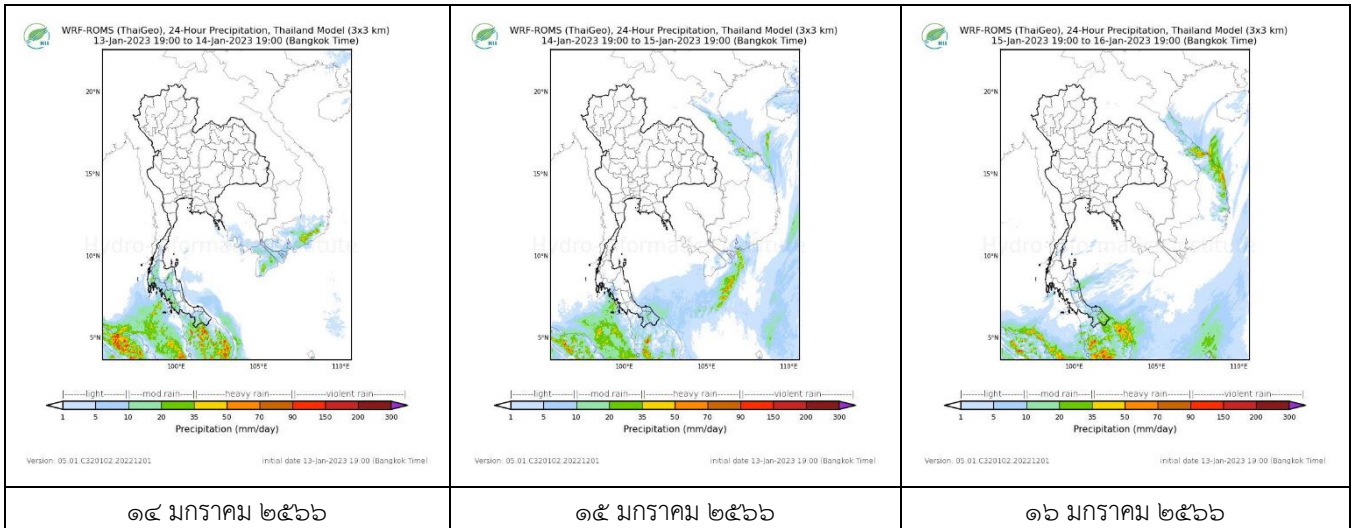 WRF-ROMS (ThaiGeo), 24-Hour Precipitation, Thailand Model (3x3 km)
13-Jan-2023 19:00 to 14-Jan-2023 19:00 (Bangkok Time)
20°N
15°N
10°N
5°N
100°E 105°E 110°E
|-------light------||---mod rain---||-------heavy rain-------||-------violent rain-------|
1 5 10 20 35 50 70 90 150 200 300
Precipitation (mm/day)
Version: 05.01.C320102.20221201 initial date 13-Jan-2023 19:00 (Bangkok Time)
๑๔ มกราคม ๒๕๖๖
WRF-ROMS (ThaiGeo), 24-Hour Precipitation, Thailand Model (3x3 km)
14-Jan-2023 19:00 to 15-Jan-2023 19:00 (Bangkok Time)
20°N
15°N
10°N
5°N
100°E 105°E 110°E
|-------light------||---mod rain---||-------heavy rain-------||-------violent rain-------|
1 5 10 20 35 50 70 90 150 200 300
Precipitation (mm/day)
Version: 05.01.C320102.20221201 initial date 13-Jan-2023 19:00 (Bangkok Time)
๑๕ มกราคม ๒๕๖๖
WRF-ROMS (ThaiGeo), 24-Hour Precipitation, Thailand Model (3x3 km)
15-Jan-2023 19:00 to 16-Jan-2023 19:00 (Bangkok Time)
20°N
15°N
10°N
5°N
100°E 105°E 110°E
|-------light------||---mod rain---||-------heavy rain-------||-------violent rain-------|
1 5 10 20 35 50 70 90 150 200 300
Precipitation (mm/day)
Version: 05.01.C320102.20221201 initial date 13-Jan-2023 19:00 (Bangkok Time)
๑๖ มกราคม ๒๕๖๖